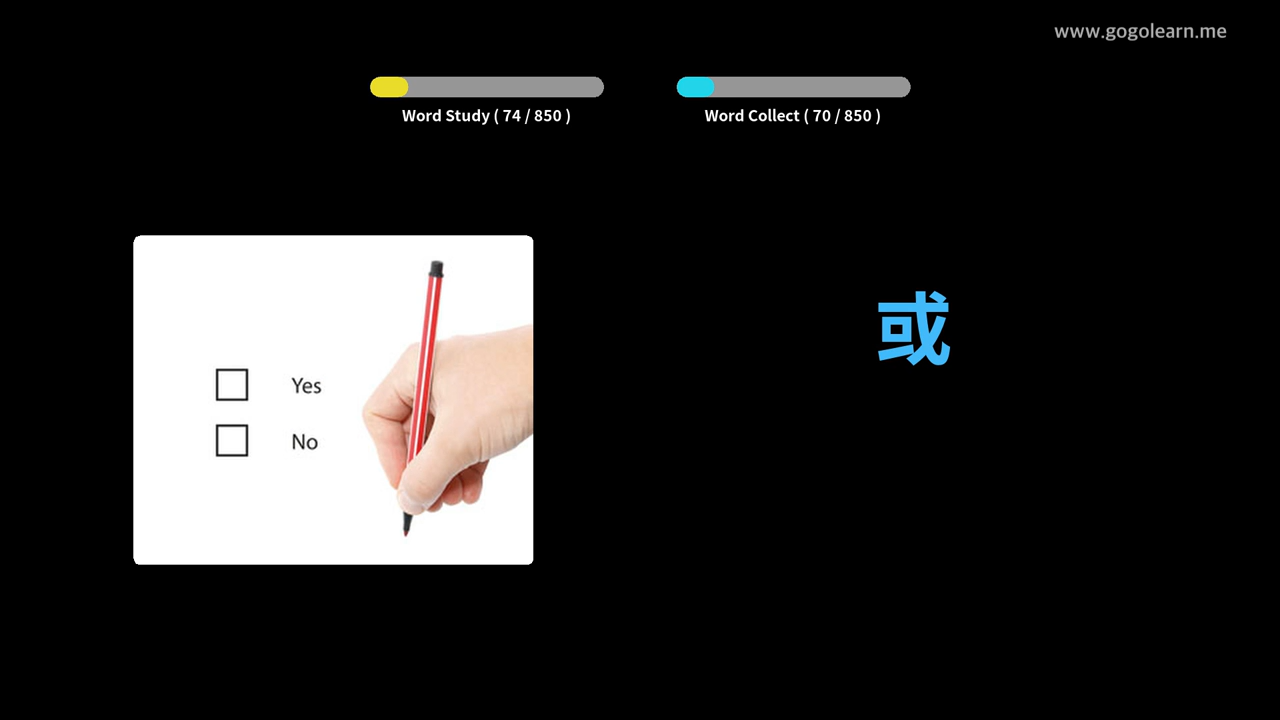 www.gogolearn.me
Word Study ( 74 / 850 )
Word Collect ( 70 / 850 )
Yes
No
或